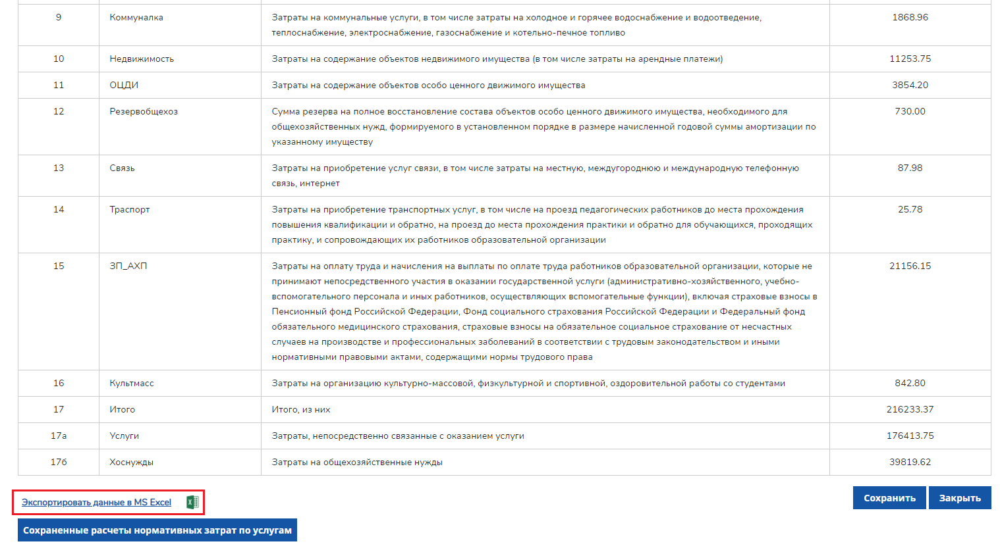 9 Коммуналка Затраты на коммунальные услуги, в том числе затраты на холодное и горячее водоснабжение и водоотведение, 1868.96
теплоснабжение, электроснабжение, газоснабжение и котельно-печное топливо
10 Недвижимость Затраты на содержание объектов недвижимого имущества (в том числе затраты на арендные платежи) 11253.75
11 ОЦДИ Затраты на содержание объектов особо ценного движимого имущества 3854.20
12 Резервобщехоз Сумма резерва на полное восстановление состава объектов особо ценного движимого имущества, необходимого для 730.00
общехозяйственных нужд, формируемого в установленном порядке в размере начисленной годовой суммы амортизации по
указанному имуществу
13 Связь Затраты на приобретение услуг связи, в том числе затраты на местную, междугороднюю и международную телефонную 87.98
связь, интернет
14 Траспорт Затраты на приобретение транспортных услуг, в том числе на проезд педагогических работников до места прохождения 25.78
повышения квалификации и обратно, на проезд до места прохождения практики и обратно для обучающихся, проходящих
практику, и сопровождающих их работников образовательной организации
15 ЗП_АХП Затраты на оплату труда и начисления на выплаты по оплате труда работников образовательной организации, которые не 21156.15
принимают непосредственного участия в оказании государственной услуги (административно-хозяйственного, учебно-
вспомогательного персонала и иных работников, осуществляющих вспомогательные функции), включая страховые взносы в
Пенсионный фонд Российской Федерации, Фонд социального страхования Российской Федерации и Федеральный фонд
обязательного медицинского страхования, страховые взносы на обязательное социальное страхование от несчастных
случаев на производстве и профессиональных заболеваний в соответствии с трудовым законодательством и иными
нормативными правовыми актами, содержащими нормы трудового права
16 Культмасс Затраты на организацию культурно-массовой, физкультурной и спортивной, оздоровительной работы со студентами 842.80
17 Итого Итого, из них 216233.37
17а Услуги Затраты, непосредственно связанные с оказанием услуги 176413.75
17б Хоснужды Затраты на общехозяйственные нужды 39819.62
Экспортировать данные в MS Excel
Сохранить Закрыть
Сохраненные расчеты нормативных затрат по услугам